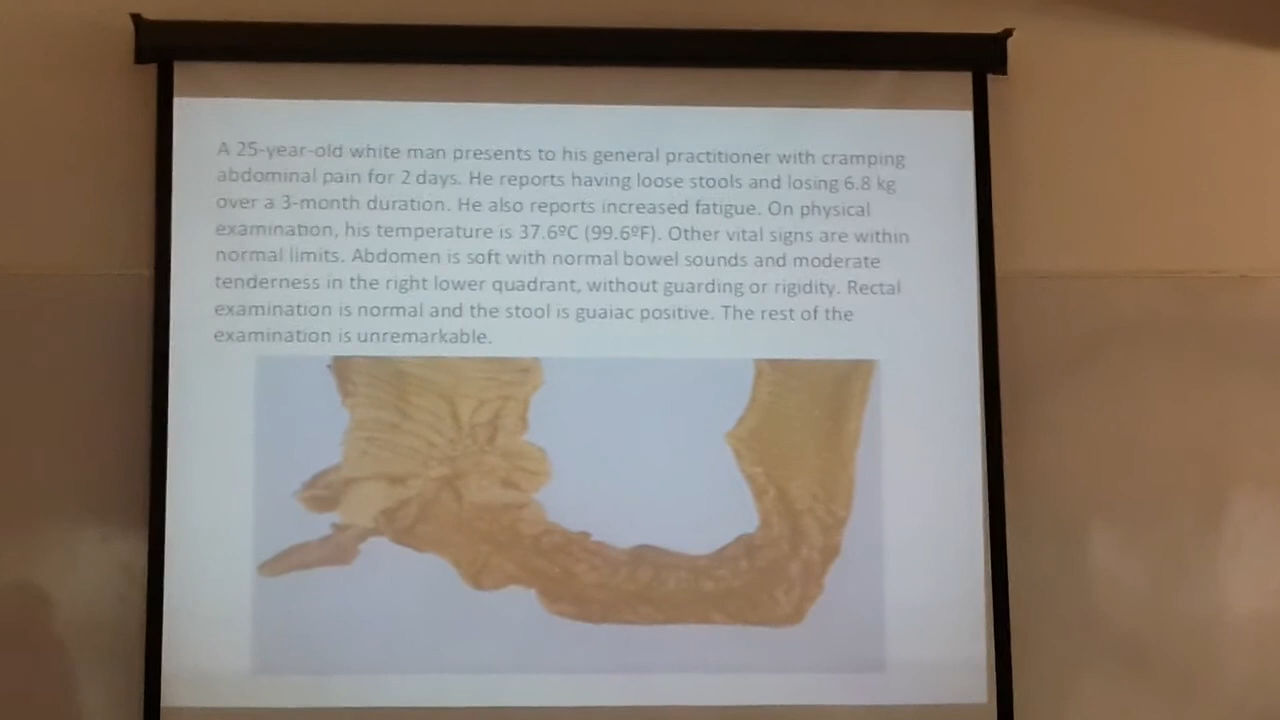 A 25-year-old white man presents to his general practitioner with cramping
abdominal pain for 2 days. He reports having loose stools and losing 6.8 kg
over a 3-month duration. He also reports increased fatigue. On physical
examination, his temperature is 37.6ºC (99.6ºF). Other vital signs are within
normal limits. Abdomen is soft with normal bowel sounds and moderate
tenderness in the right lower quadrant, without guarding or rigidity. Rectal
examination is normal and the stool is guaiac positive. The rest of the
examination is unremarkable.